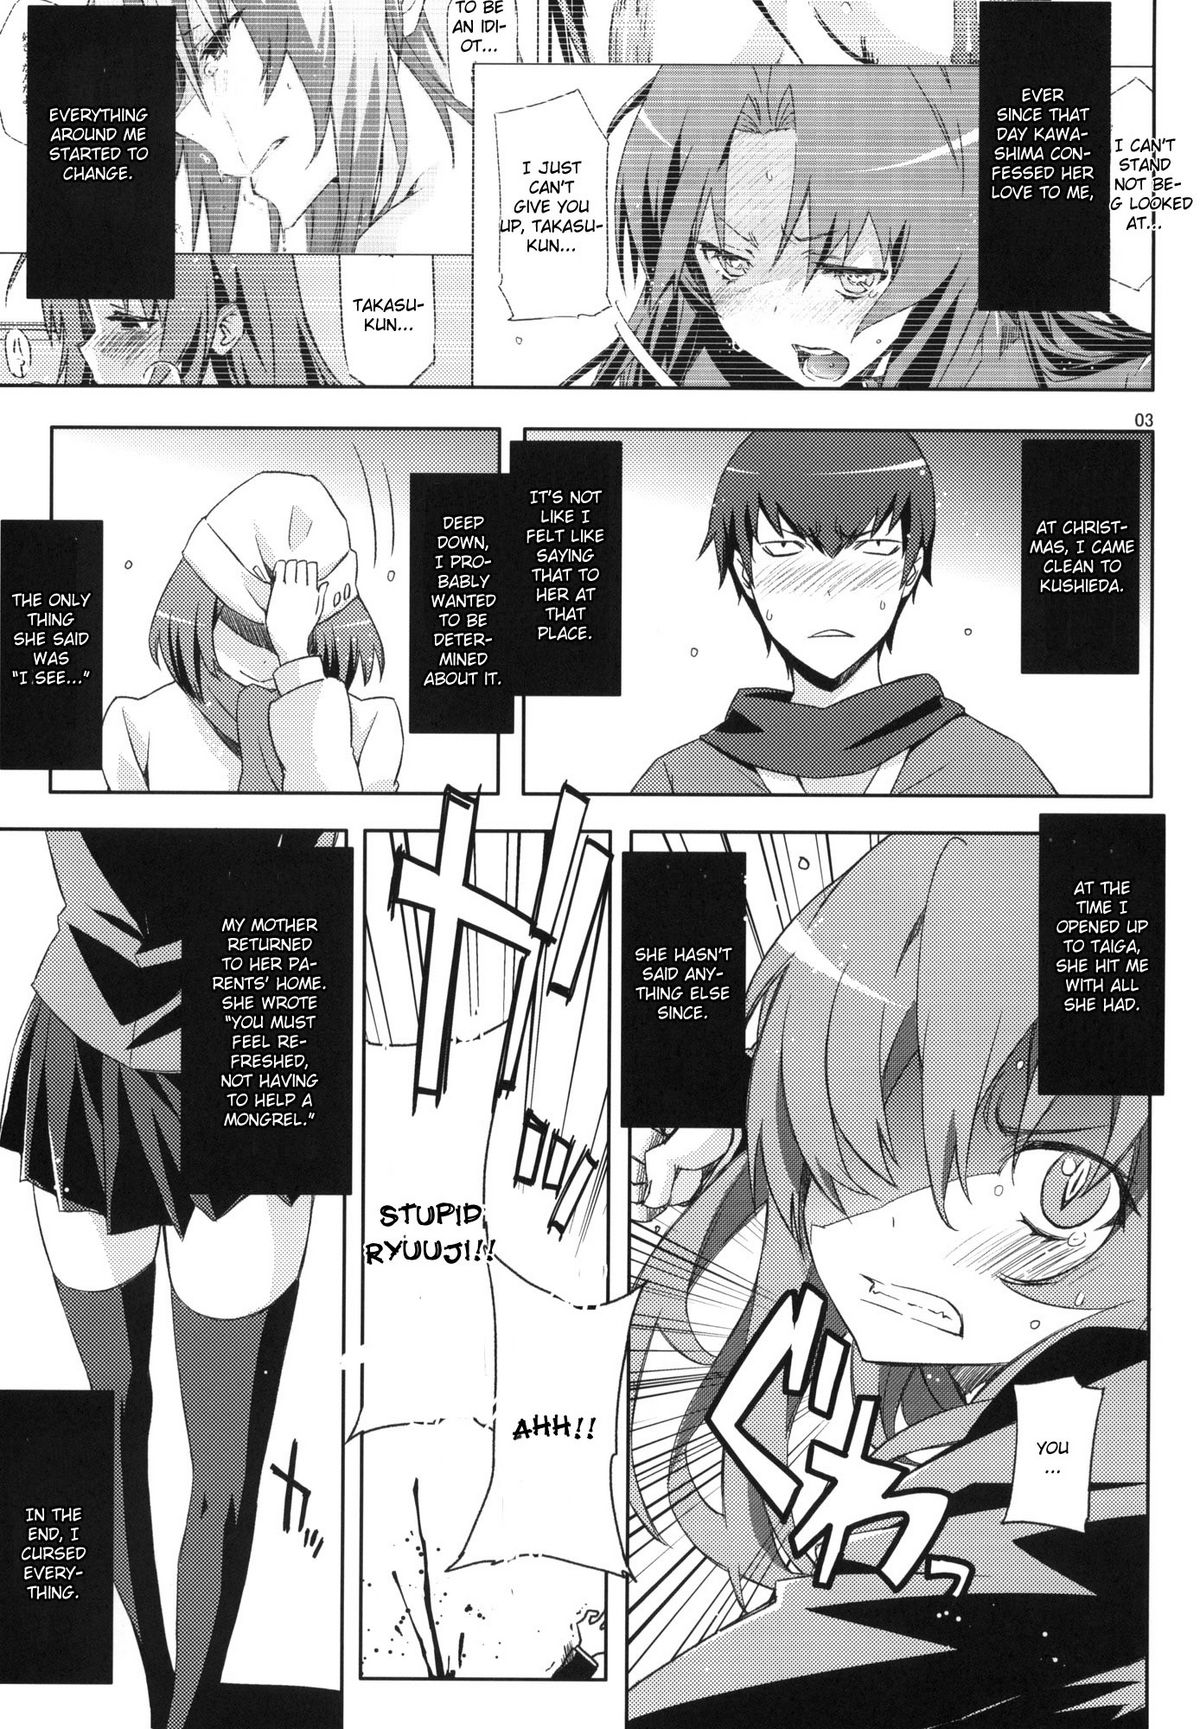 EVER
SINCE THAT
DAY KAWA-
SHIMA CON-
FESSED HER
LOVE TO ME,
I CAN'T
STAND
NOT BE-
G LOOKED
AT...
I JUST
CAN'T
GIVE YOU
UP, TAKASU-
KUN...
TO BE
AN IDI-
OT...
EVERYTHING
AROUND ME
STARTED TO
CHANGE.
TAKASU-
KUN...
03
AT CHRIST-
MAS, I CAME
CLEAN TO
KUSHIEDA.
IT'S NOT
LIKE I
FELT LIKE
SAYING
THAT TO
HER AT
THAT
PLACE.
DEEP
DOWN,
I PRO-
BABLY
WANTED
TO BE
DETER-
MINED
ABOUT IT.
THE ONLY
THING
SHE SAID
WAS
"I SEE..."
AT THE
TIME I
OPENED UP
TO TAIGA,
SHE HIT ME
WITH ALL
SHE HAD.
SHE HASN'T
SAID ANY-
THING ELSE
SINCE.
YOU
...
ぐわっ
AHH!!
STUPID
RYUUJI!!
MY MOTHER
RETURNED
TO HER PA-
RENTS' HOME.
SHE WROTE
"YOU MUST
FEEL RE-
FRESHED,
NOT HAVING
TO HELP A
MONGREL."
IN THE
END, I
CURSED
EVERY-
THING.